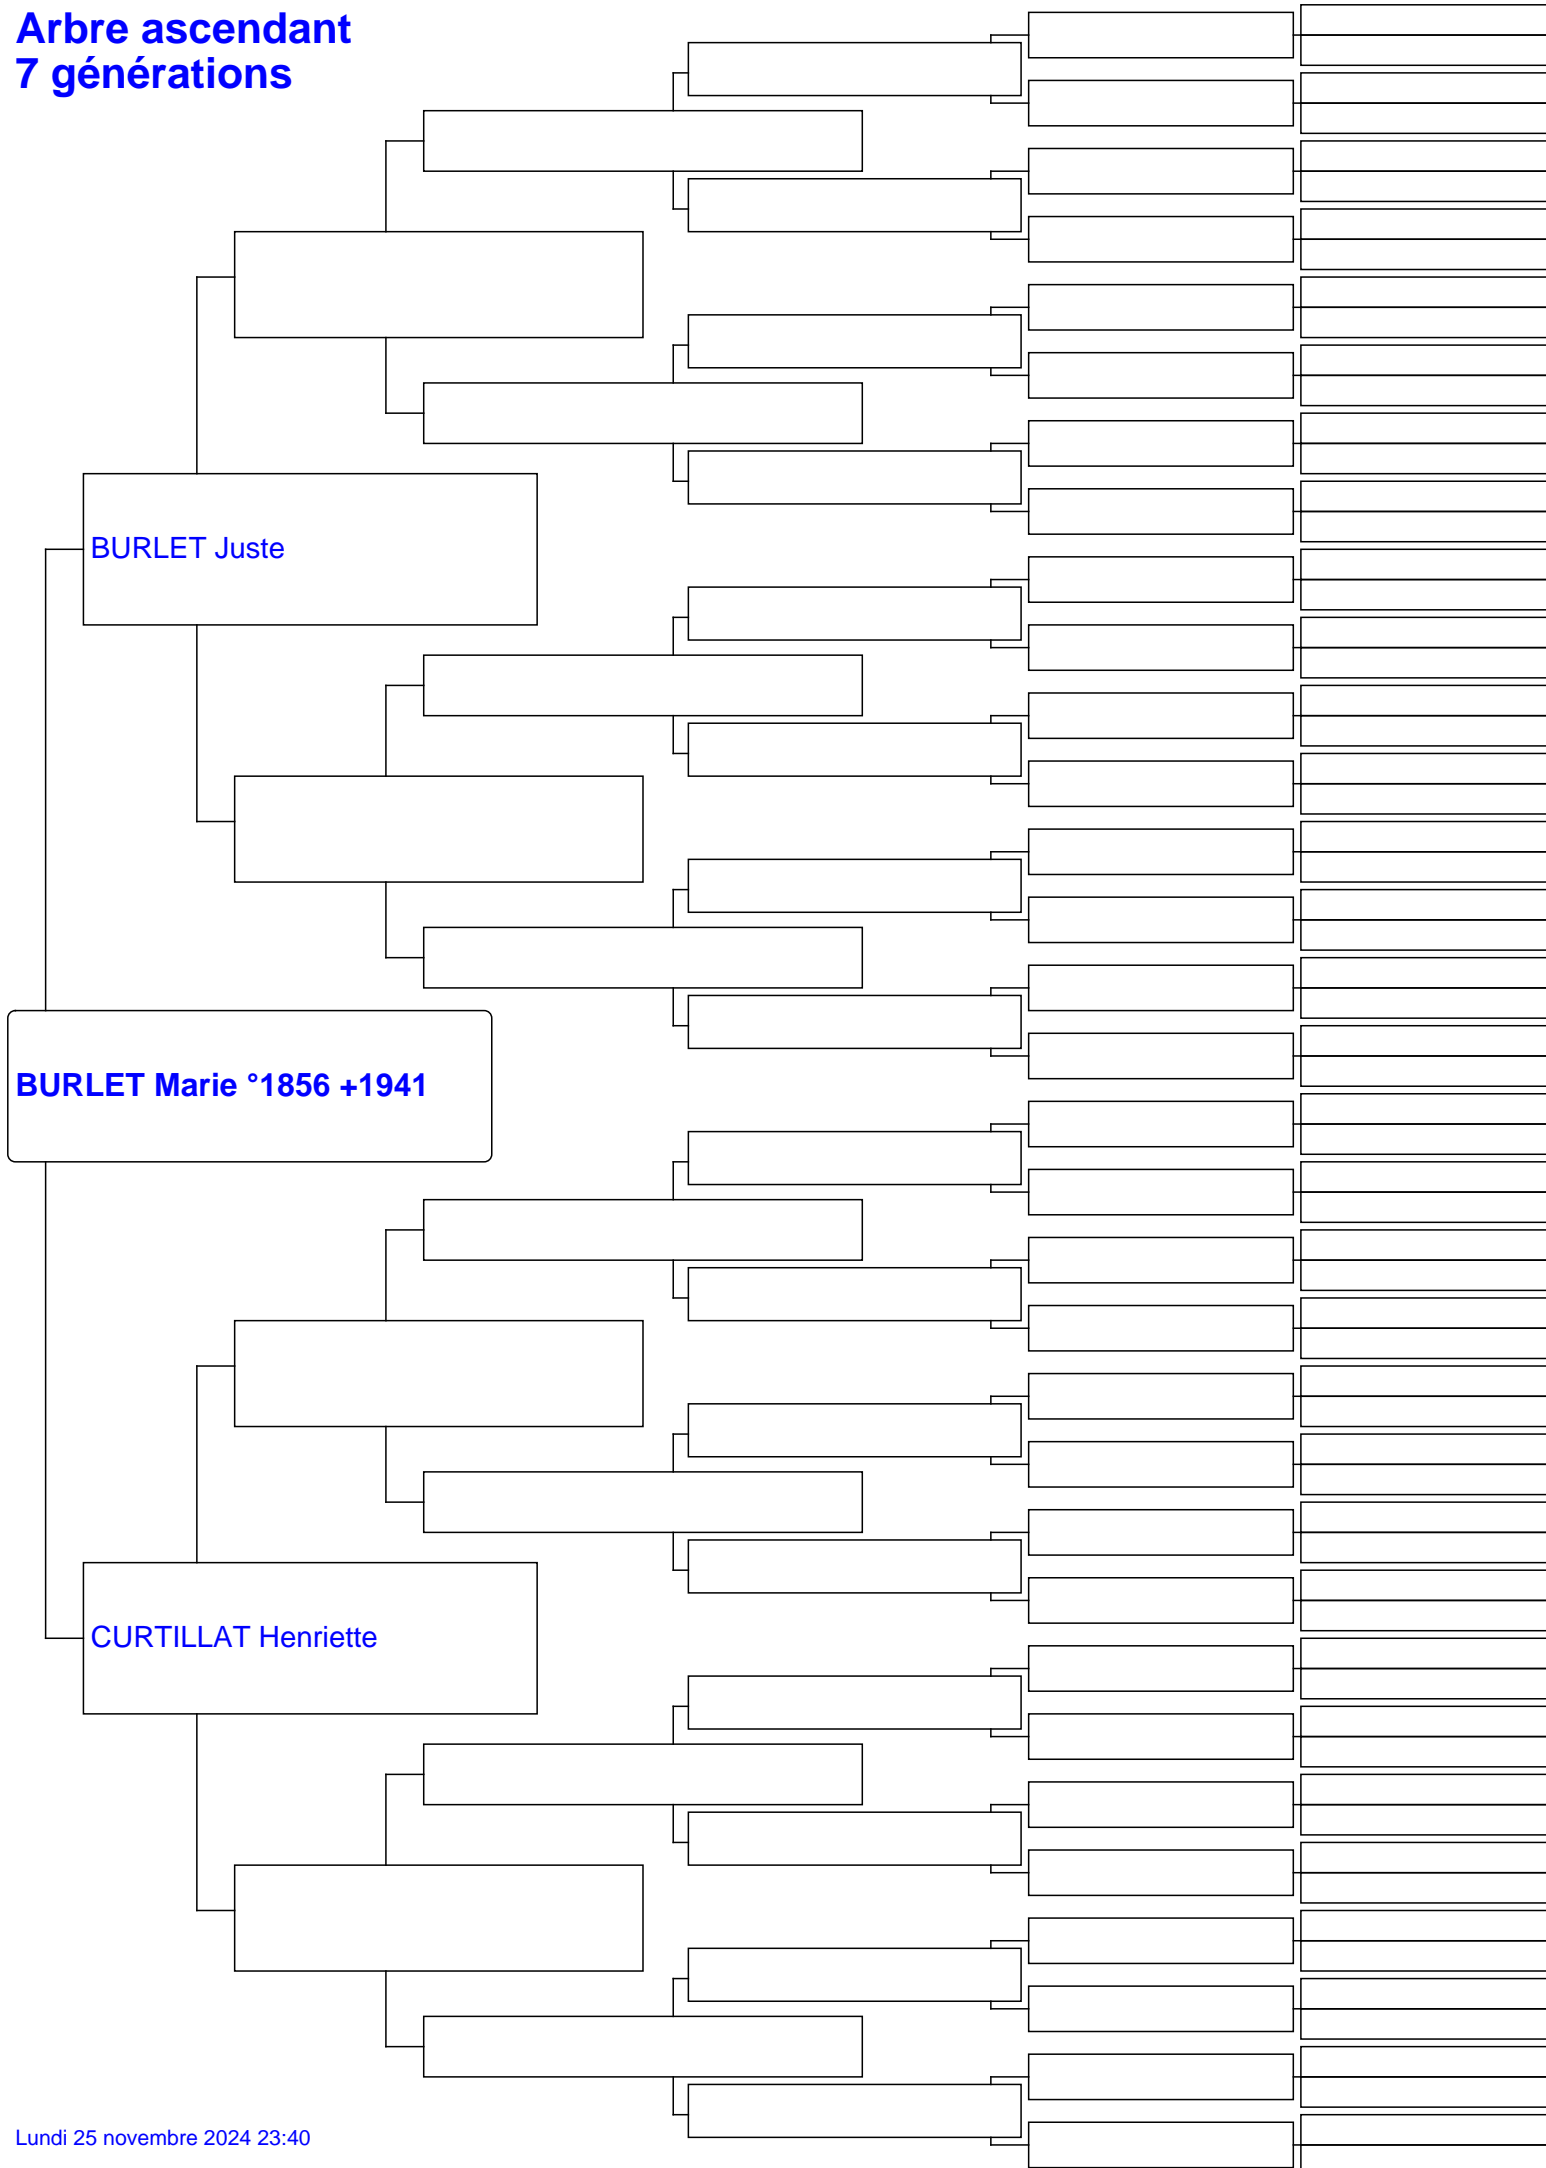 Arbre ascendant
7 générations
BURLET Juste
BURLET Marie °1856 +1941
CURTILLAT Henriette
Lundi 25 novembre 2024 23:40